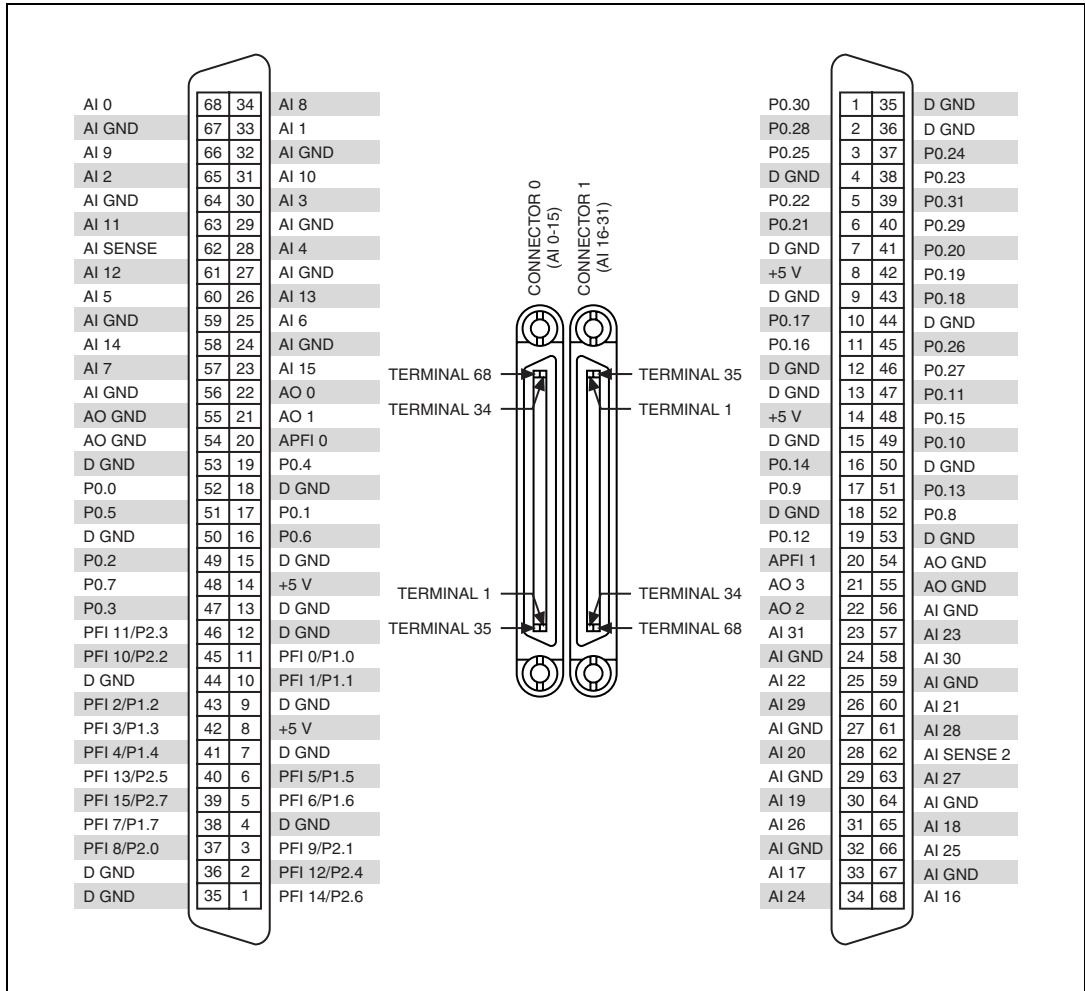 AI 0 68 34 AI 8
AI GND 67 33 AI 1
AI 9 66 32 AI GND
AI 2 65 31 AI 10
AI GND 64 30 AI 3
AI 11 63 29 AI GND
AI SENSE 62 28 AI 4
AI 12 61 27 AI GND
AI 5 60 26 AI 13
AI GND 59 25 AI 6
AI 14 58 24 AI GND
AI 7 57 23 AI 15
AI GND 56 22 AO 0
AO GND 55 21 AO 1
AO GND 54 20 APFI 0
D GND 53 19 P0.4
P0.0 52 18 D GND
P0.5 51 17 P0.1
D GND 50 16 P0.6
P0.2 49 15 D GND
P0.7 48 14 +5 V
P0.3 47 13 D GND
PFI 11/P2.3 46 12 D GND
PFI 10/P2.2 45 11 PFI 0/P1.0
D GND 44 10 PFI 1/P1.1
PFI 2/P1.2 43 9 D GND
PFI 3/P1.3 42 8 +5 V
PFI 4/P1.4 41 7 D GND
PFI 13/P2.5 40 6 PFI 5/P1.5
PFI 15/P2.7 39 5 PFI 6/P1.6
PFI 7/P1.7 38 4 D GND
PFI 8/P2.0 37 3 PFI 9/P2.1
D GND 36 2 PFI 12/P2.4
D GND 35 1 PFI 14/P2.6
CONNECTOR 0
(AI 0-15)
CONNECTOR 1
(AI 16-31)
TERMINAL 68
TERMINAL 34
TERMINAL 35
TERMINAL 1
TERMINAL 1
TERMINAL 35
TERMINAL 34
TERMINAL 68
P0.30 1 35 D GND
P0.28 2 36 D GND
P0.25 3 37 P0.24
D GND 4 38 P0.23
P0.22 5 39 P0.31
P0.21 6 40 P0.29
D GND 7 41 P0.20
+5 V 8 42 P0.19
D GND 9 43 P0.18
P0.17 10 44 D GND
P0.16 11 45 P0.26
D GND 12 46 P0.27
D GND 13 47 P0.11
+5 V 14 48 P0.15
D GND 15 49 P0.10
P0.14 16 50 D GND
P0.9 17 51 P0.13
D GND 18 52 P0.8
P0.12 19 53 D GND
APFI 1 20 54 AO GND
AO 3 21 55 AO GND
AO 2 22 56 AI GND
AI 31 23 57 AI 23
AI GND 24 58 AI 30
AI 22 25 59 AI GND
AI 29 26 60 AI 21
AI GND 27 61 AI 28
AI 20 28 62 AI SENSE 2
AI GND 29 63 AI 27
AI 19 30 64 AI GND
AI 26 31 65 AI 18
AI GND 32 66 AI 25
AI 17 33 67 AI GND
AI 24 34 68 AI 16